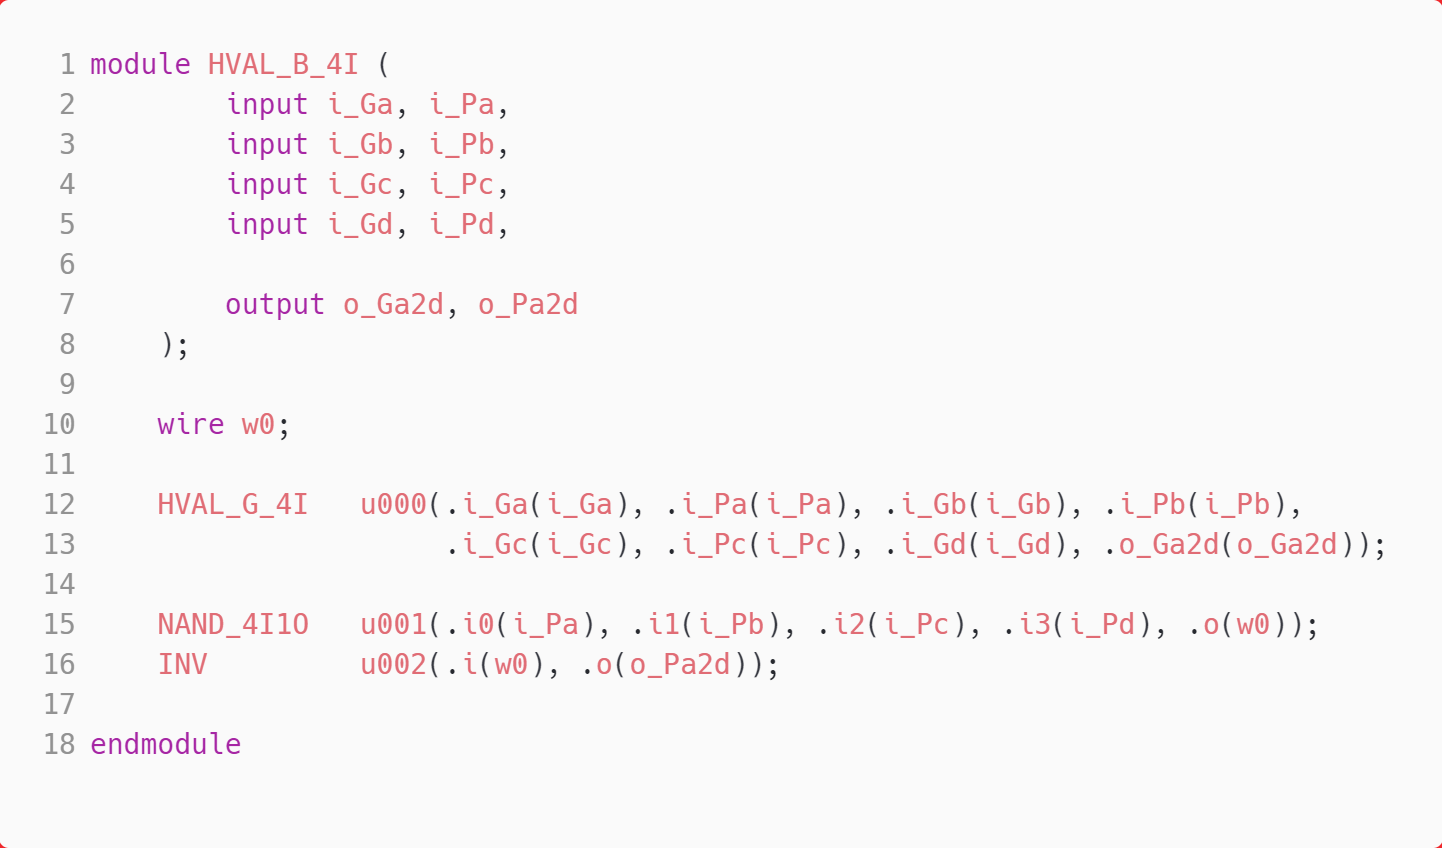 1 module HVAL_B_4I (
2         input i_Ga, i_Pa,
3         input i_Gb, i_Pb,
4         input i_Gc, i_Pc,
5         input i_Gd, i_Pd,
6
7         output o_Ga2d, o_Pa2d
8     );
9
10     wire w0;
11
12     HVAL_G_4I   u000(.i_Ga(i_Ga), .i_Pa(i_Pa), .i_Gb(i_Gb), .i_Pb(i_Pb),
13                      .i_Gc(i_Gc), .i_Pc(i_Pc), .i_Gd(i_Gd), .o_Ga2d(o_Ga2d));
14
15     NAND_4I1O   u001(.i0(i_Pa), .i1(i_Pb), .i2(i_Pc), .i3(i_Pd), .o(w0));
16     INV         u002(.i(w0), .o(o_Pa2d));
17
18 endmodule